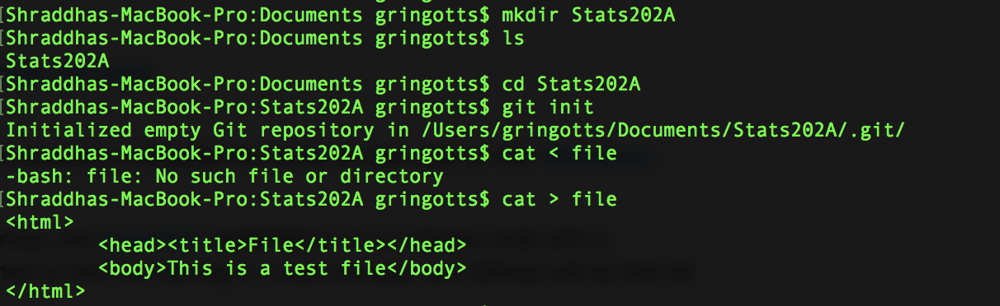 [Shraddhas-MacBook-Pro:Documents gringotts$ mkdir Stats202A
[Shraddhas-MacBook-Pro:Documents gringotts$ ls
Stats202A
[Shraddhas-MacBook-Pro:Documents gringotts$ cd Stats202A
[Shraddhas-MacBook-Pro:Stats202A gringotts$ git init
Initialized empty Git repository in /Users/gringotts/Documents/Stats202A/.git/
[Shraddhas-MacBook-Pro:Stats202A gringotts$ cat < file
-bash: file: No such file or directory
[Shraddhas-MacBook-Pro:Stats202A gringotts$ cat > file
<html>
        <head><title>File</title></head>
        <body>This is a test file</body>
</html>